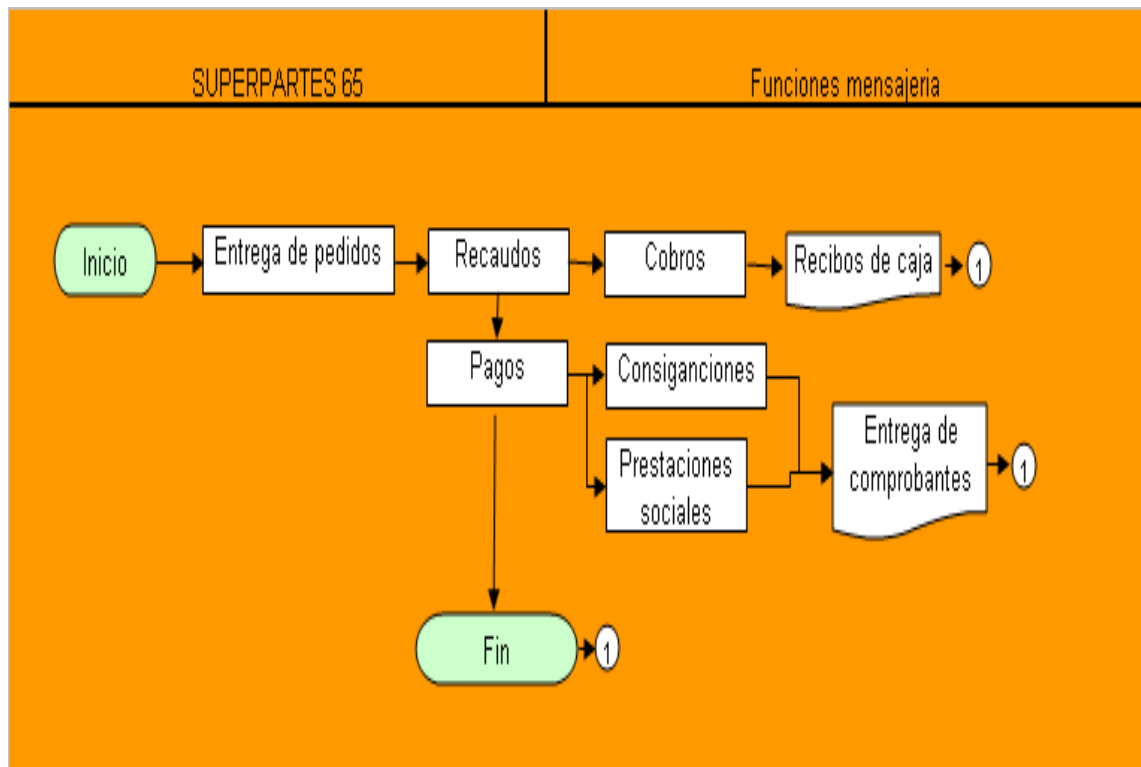 SUPERPARTES 65
Funciones mensajeria
Inicio
Entrega de pedidos
Recaudos
Cobros
Recibos de caja
1
Pagos
Consiganciones
Prestaciones
sociales
Entrega de
comprobantes
1
Fin
1